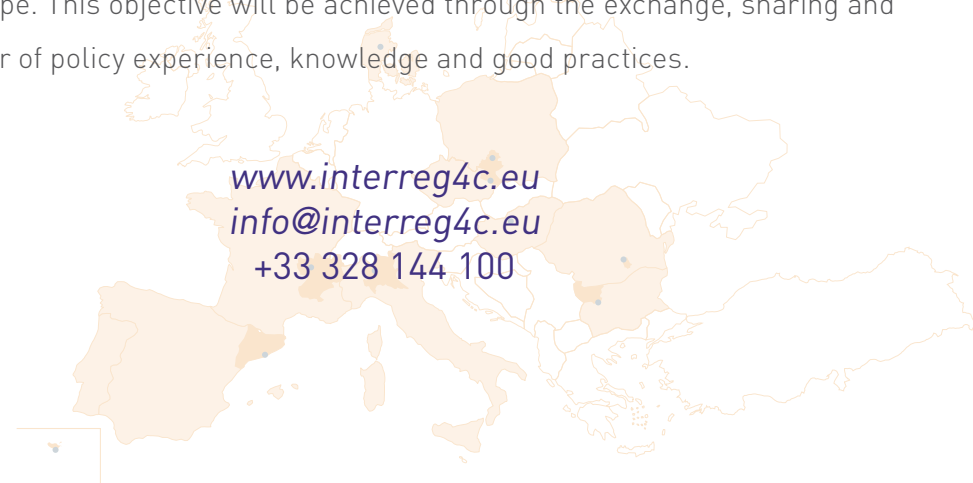 pe. This objective will be achieved through the exchange, sharing and
r of policy experience, knowledge and good practices.
www.interreg4c.eu
info@interreg4c.eu
+33 328 144 100